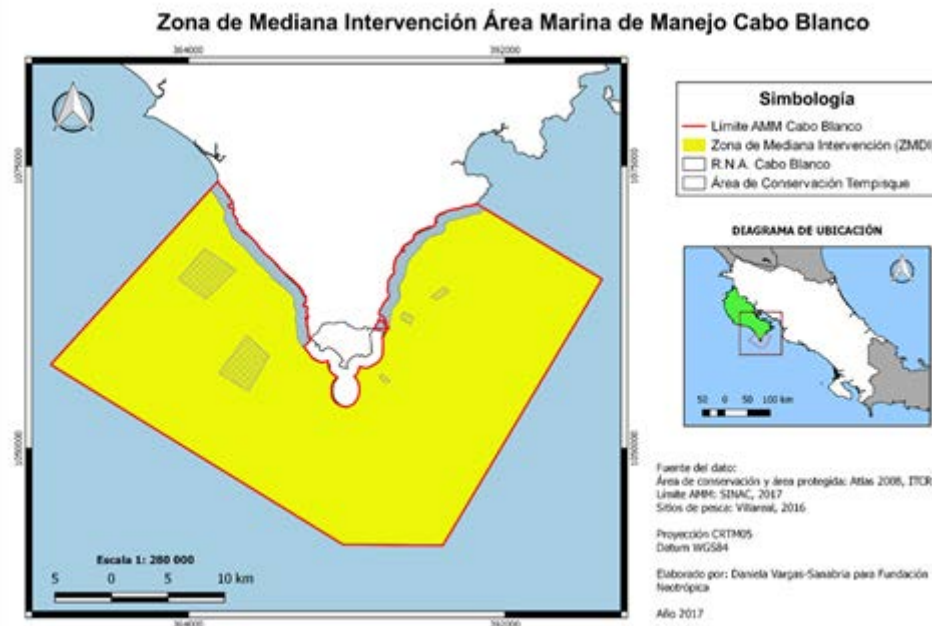 Zona de Mediana Intervención Área Marina de Manejo Cabo Blanco
364000
392000
1075000
1075000
1050000
1050000
Escala 1: 280 000
5 0 5 10 km
364000
392000
Simbología
Límite AMM Cabo Blanco
Zona de Mediana Intervención (ZMDI
R.N.A. Cabo Blanco
Área de Conservación Tempisque
DIAGRAMA DE UBICACIÓN
50 0 50 100 km
Fuente del dato:
Área de conservación y área protegida: Atlas 2008, ITCR
Límite AMM: SINAC, 2017
Sitios de pesca: Villareal, 2016
Proyección CRTM05
Datum WGS84
Elaborado por: Daniela Vargas-Sanabria para Fundación
Neotrópica
Año 2017